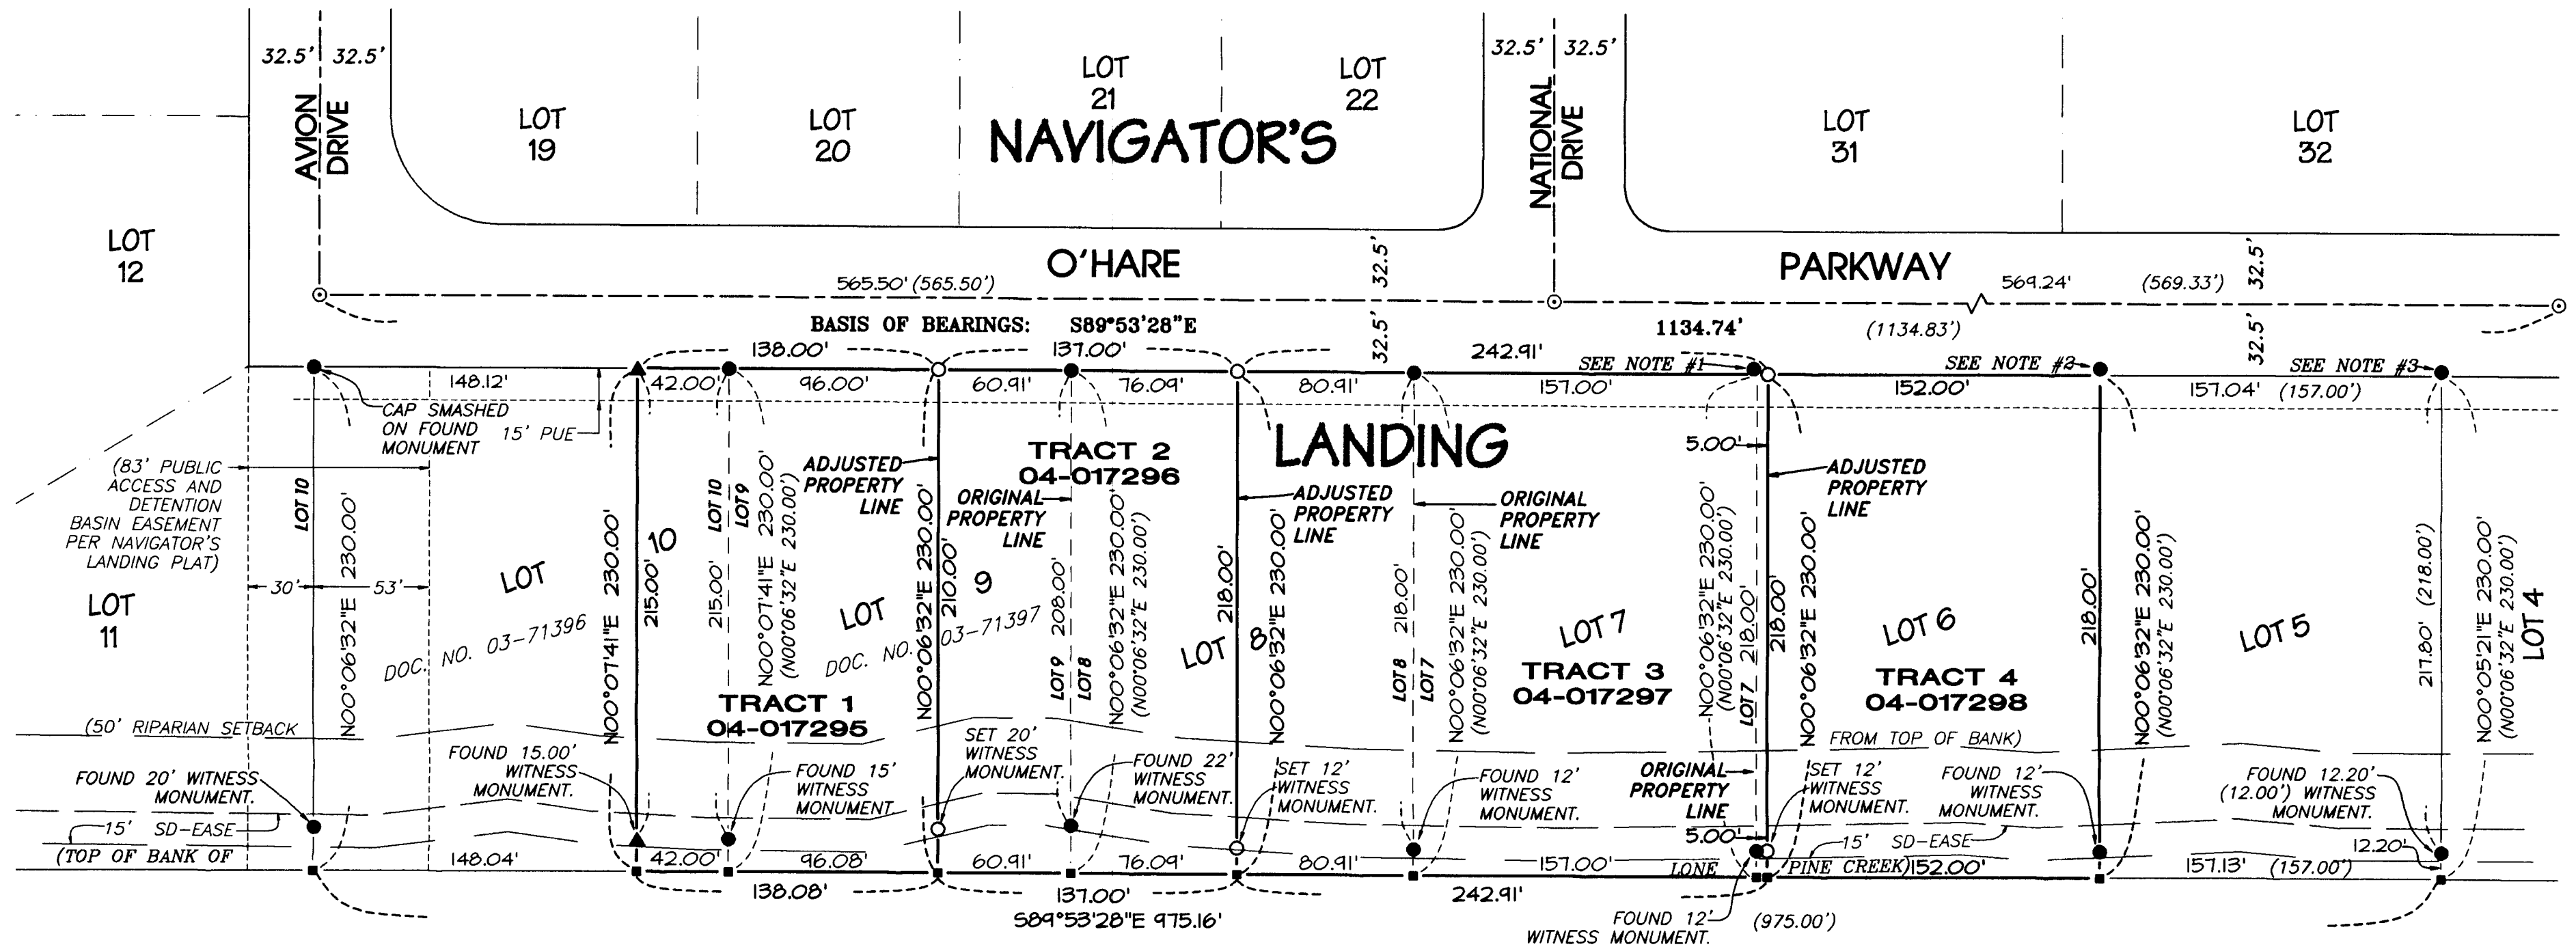 32.5' 32.5'
AVION
DRIVE
LOT
19
LOT
20
LOT
21
LOT
22
NAVIGATOR'S
32.5' 32.5'
NATIONAL
DRIVE
LOT
31
LOT
32
LOT
12
O'HARE
PARKWAY
32.5'
32.5'
565.50' (565.50')
569.24' (569.33')
BASIS OF BEARINGS: S89°53'28"E
1134.74'
(1134.83')
32.5'
32.5'
138.00'
137.00'
242.91'
SEE NOTE #1
SEE NOTE #2
SEE NOTE #3
148.12'
42.00'
96.00'
60.91'
76.09'
80.91'
157.00'
152.00'
157.04' (157.00')
CAP SMASHED
ON FOUND
MONUMENT
15' PUE
LANDING
(83' PUBLIC
ACCESS AND
DETENTION
BASIN EASEMENT
PER NAVIGATOR'S
LANDING PLAT)
30'
53'
LOT
11
LOT 10
N00°06'32"E 230.00'
LOT
10
DOC. NO. 03-71396
N00°07'41"E 230.00'
215.00'
215.00'
LOT 10
LOT 9
N00°07'41"E 230.00'
(N00°06'32"E 230.00')
ADJUSTED
PROPERTY
LINE
LOT
9
DOC. NO. 03-71397
N00°06'32"E 230.00'
210.00'
ORIGINAL
PROPERTY
LINE
TRACT 2
04-017296
LOT 9 208.00'
LOT 8
N00°06'32"E 230.00'
(N00°06'32"E 230.00')
LOT 8
218.00'
N00°06'32"E 230.00'
ADJUSTED
PROPERTY
LINE
ORIGINAL
PROPERTY
LINE
LOT 8 218.00'
LOT 7
N00°06'32"E 230.00'
(N00°06'32"E 230.00')
LOT 7
TRACT 3
04-017297
5.00'
N00°06'32"E 230.00'
(N00°06'32"E 230.00')
LOT 7 218.00'
218.00'
N00°06'32"E 230.00'
ADJUSTED
PROPERTY
LINE
LOT 6
TRACT 4
04-017298
218.00'
N00°06'32"E 230.00'
(N00°06'32"E 230.00')
LOT 5
217.80' (218.00')
N00°05'21"E 230.00'
(N00°06'32"E 230.00')
LOT 4
TRACT 1
04-017295
(50' RIPARIAN SETBACK
FROM TOP OF BANK)
FOUND 20' WITNESS
MONUMENT.
FOUND 15.00'
WITNESS
MONUMENT.
FOUND 15'
WITNESS
MONUMENT
SET 20'
WITNESS
MONUMENT.
FOUND 22'
WITNESS
MONUMENT.
SET 12'
WITNESS
MONUMENT.
FOUND 12'
WITNESS
MONUMENT.
ORIGINAL
PROPERTY
LINE
SET 12'
WITNESS
MONUMENT.
FOUND 12'
WITNESS
MONUMENT.
FOUND 12.20'
(12.00') WITNESS
MONUMENT.
15' SD-EASE
5.00'
15' SD-EASE
12.20'
(TOP OF BANK OF
LONE
PINE CREEK)
148.04'
42.00'
96.08'
60.91'
76.09'
80.91'
157.00'
152.00'
157.13' (157.00')
138.08'
137.00'
242.91'
S89°53'28"E 975.16'
(975.00')
FOUND 12'
WITNESS MONUMENT.